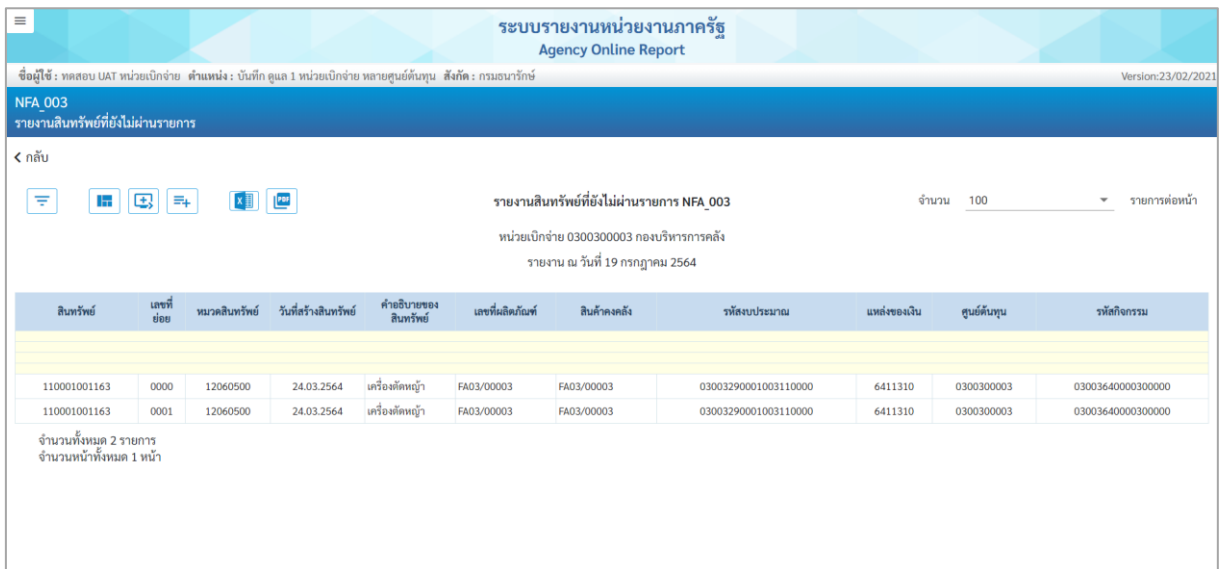 ระบบรายงานหน่วยงานภาครัฐ
Agency Online Report
ชื่อผู้ใช้ : ทดสอบ UAT หน่วยเบิกจ่าย ตำแหน่ง : บันทึก ดูแล 1 หน่วยเบิกจ่าย หลายศูนย์ต้นทุน สังกัด : กรมธนารักษ์ Version:23/02/2021
NFA_003
รายงานสินทรัพย์ที่ยังไม่ผ่านรายการ
< กลับ
PDF รายงานสินทรัพย์ที่ยังไม่ผ่านรายการ NFA_003 จำนวน 100 รายการต่อหน้า
หน่วยเบิกจ่าย 0300300003 กองบริหารการคลัง
รายงาน ณ วันที่ 19 กรกฎาคม 2564
สินทรัพย์ เลขที่ย่อย หมวดสินทรัพย์ วันที่สร้างสินทรัพย์ คำอธิบายของสินทรัพย์ เลขที่ผลิตภัณฑ์ สินค้าคงคลัง รหัสงบประมาณ แหล่งของเงิน ศูนย์ต้นทุน รหัสกิจกรรม
110001001163 0000 12060500 24.03.2564 เครื่องตัดหญ้า FA03/00003 FA03/00003 03003290001003110000 6411310 0300300003 03003640000300000
110001001163 0001 12060500 24.03.2564 เครื่องตัดหญ้า FA03/00003 FA03/00003 03003290001003110000 6411310 0300300003 03003640000300000
จำนวนทั้งหมด 2 รายการ
จำนวนหน้าทั้งหมด 1 หน้า